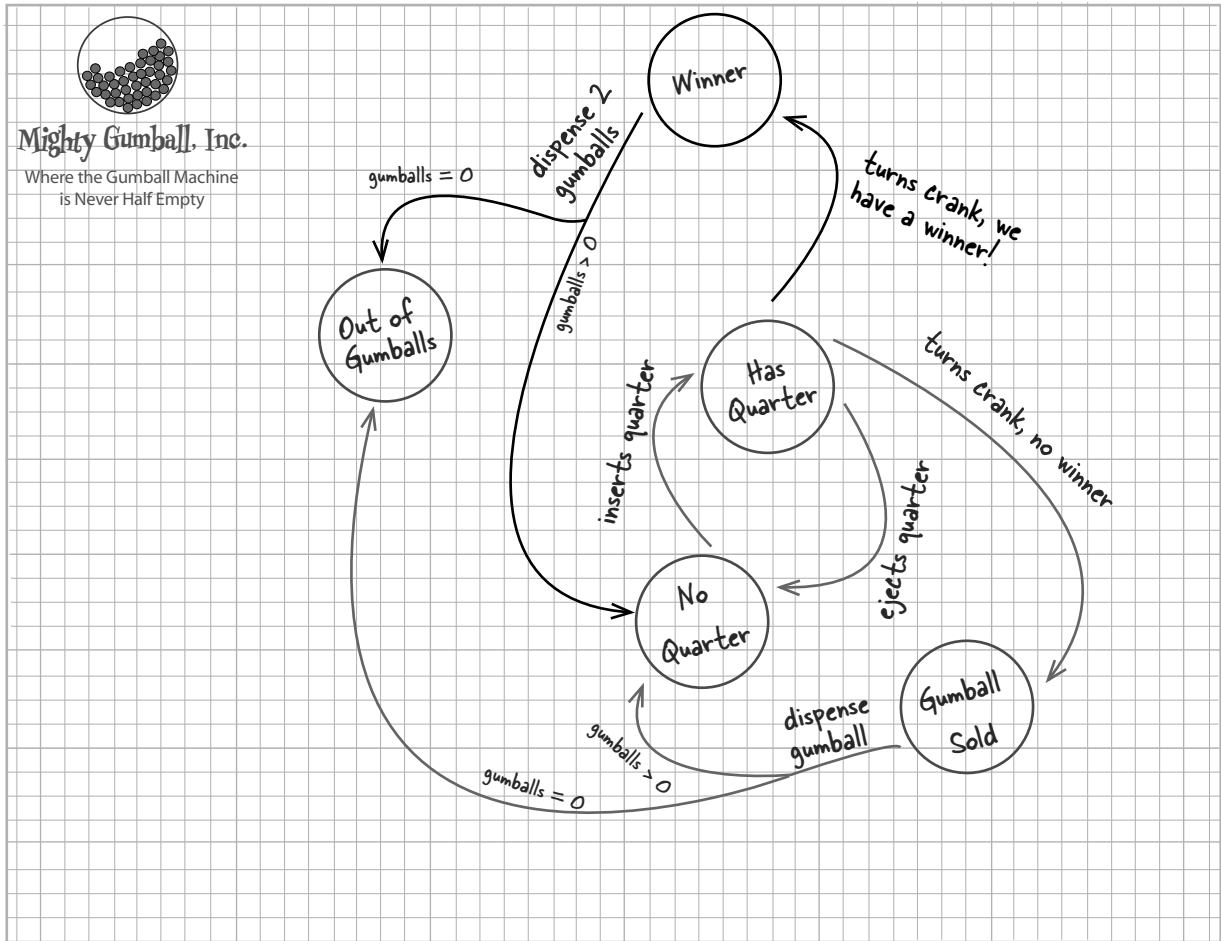 Mighty Gumball, Inc.
Where the Gumball Machine
is Never Half Empty
Winner
dispense 2
gumballs
gumballs = 0
turns crank, we
have a winner!
gumballs > 0
Out of
Gumballs
Has
Quarter
inserts quarter
turns crank, no winner
ejects quarter
No
Quarter
Gumball
Sold
dispense
gumball
gumballs > 0
gumballs = 0